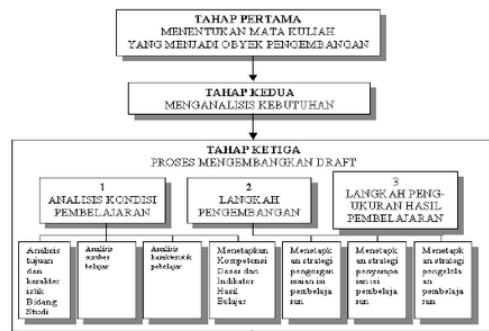 TAHAP PERTAMA
MENENTUKAN MATA KULIAH
YANG MENJADI OBYEK PENGEMBANGAN
TAHAP KEDUA
MENGANALISIS KEBUTUHAN
TAHAP KETIGA
PROSES MENGEMBANGKAN DRAFT
1
ANALISIS KONDISI
PEMBELAJARAN
2
LANGKAH
PENGEMBANGAN
3
LANGKAH PENG-
UKURAN HASIL
PEMBELAJARAN
Analisis
tujuan
dan
karakter
istik
Bidang
Studi
Analisis
sumber
belajar
Analisis
karakteristik
pebelajar
Menetapkan
Kompetensi
Dasar dan
Indikator
Hasil
Belajar
Menetapk
an strategi
pengorgan
isasian isi
pembelaja
ran
Menetapk
an strategi
penyampa
ian isi
pembelaja
ran
Menetapk
an strategi
pengelola
an
pembelaja
ran